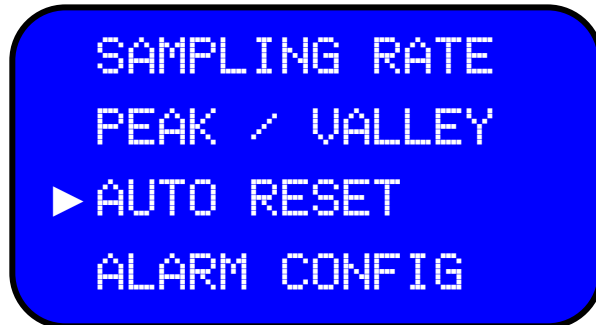 SAMPLING RATE
PEAK / VALLEY
►AUTO RESET
ALARM CONFIG